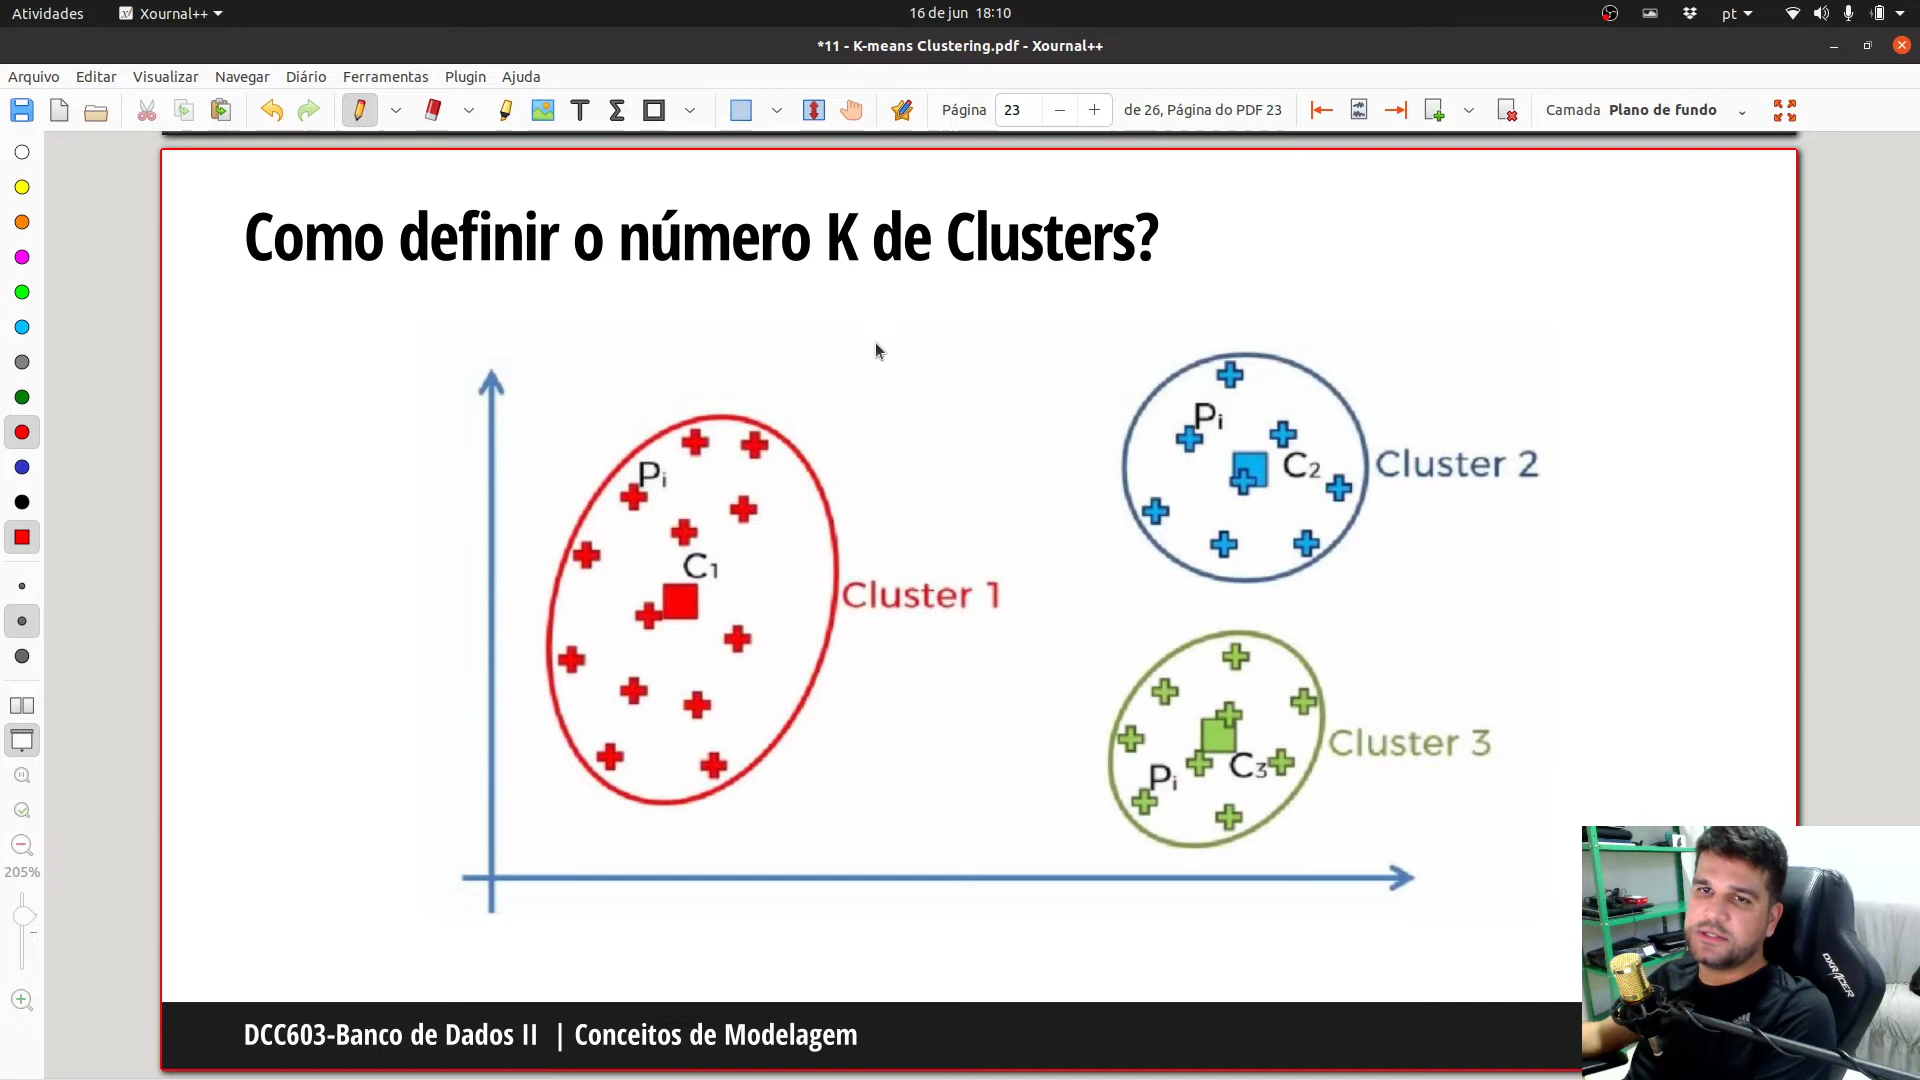 Atividades
Xournal++
16 de jun 18:10
pt
*11 - K-means Clustering.pdf - Xournal++
Arquivo Editar Visualizar Navegar Diário Ferramentas Plugin Ajuda
Página 23 de 26, Página do PDF 23
Camada Plano de fundo
Como definir o número K de Clusters?
Pi
C1
Cluster 1
Pi
C2
Cluster 2
Pi
C3
Cluster 3
205%
DCC603-Banco de Dados II | Conceitos de Modelagem
DXRACER